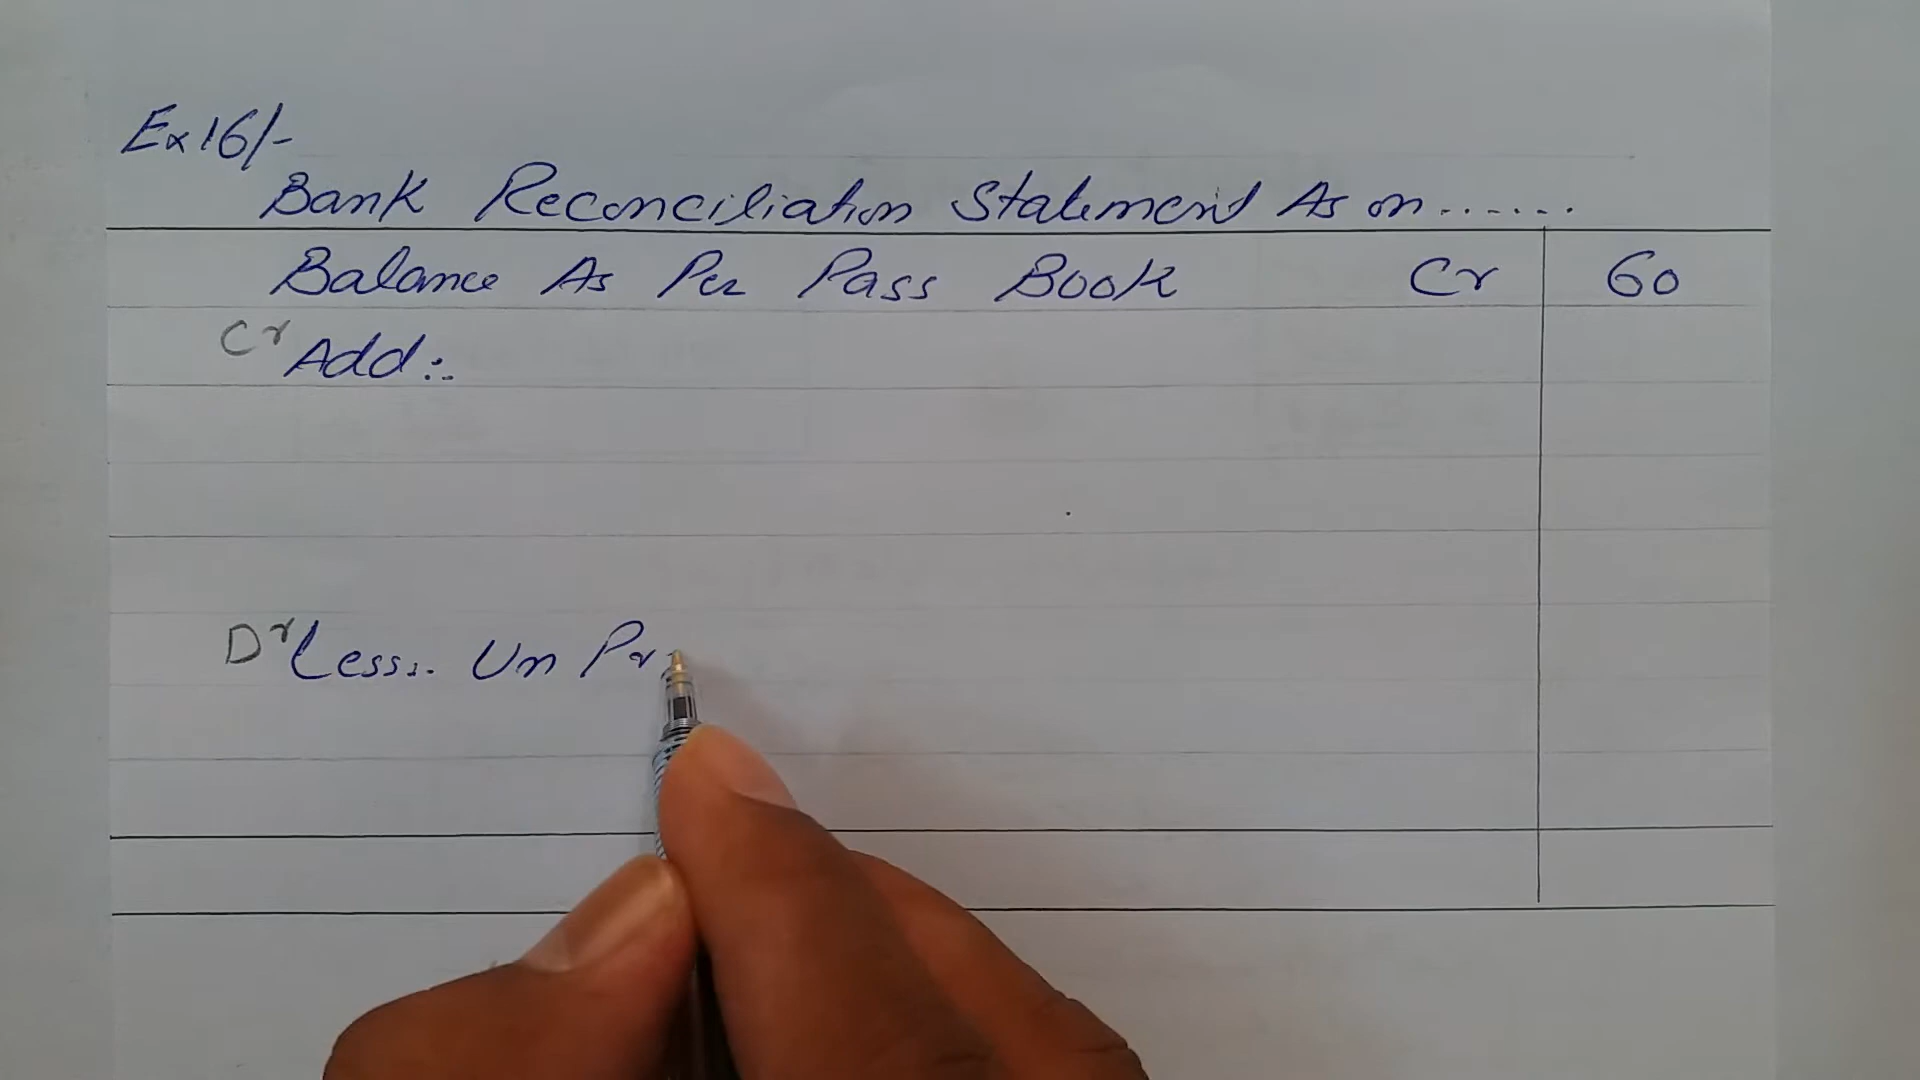 Ex 16/-
Bank Reconciliation Statement As on ......
Balance As Per Pass Book Cr 60
Cr Add:-
Dr Less:- Un